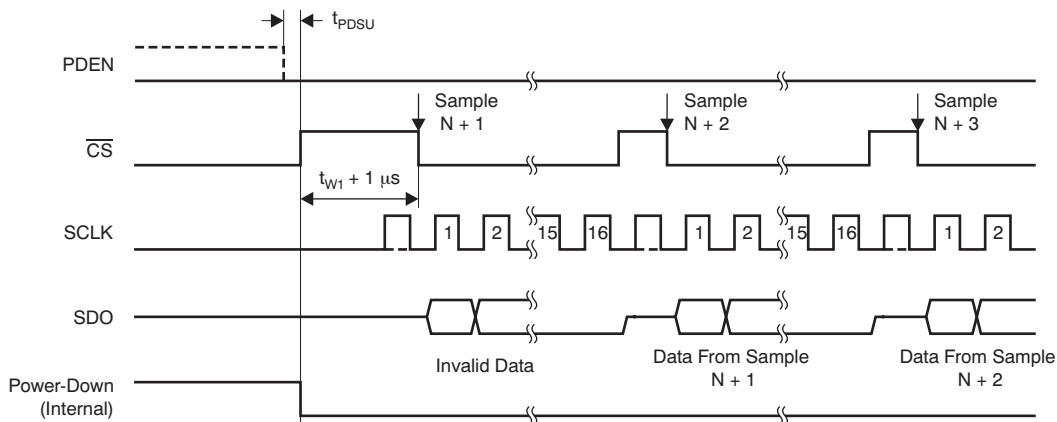 t_PDSU
PDEN
Sample
N + 1
Sample
N + 2
Sample
N + 3
CS
t_W1 + 1 μs
SCLK
1 2 15 16 1 2 15 16 1 2
SDO
Invalid Data
Data From Sample
N + 1
Data From Sample
N + 2
Power-Down
(Internal)